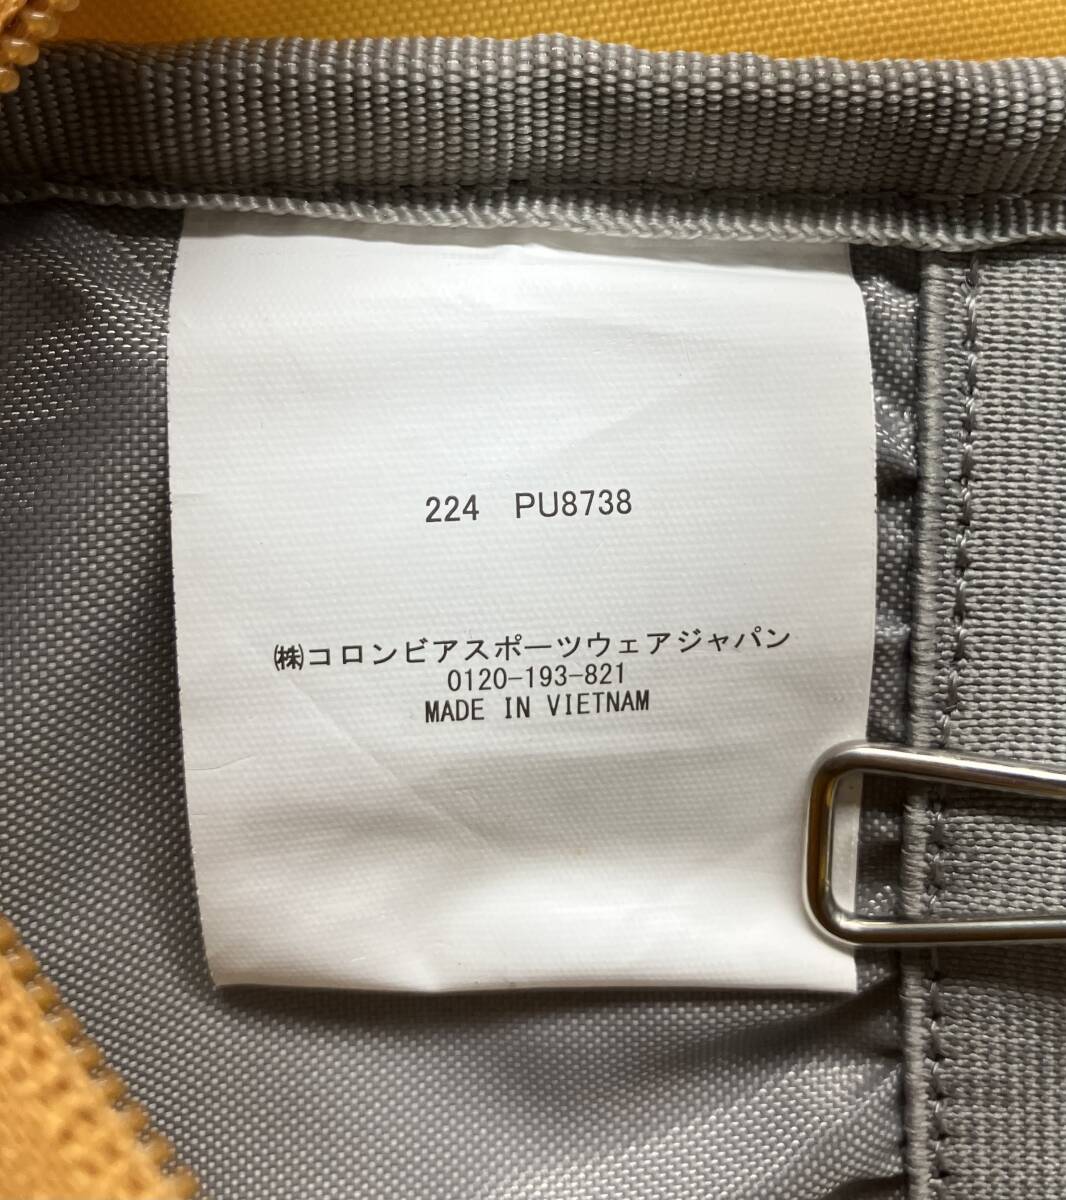 224 PU8738
㈱コロンビアスポーツウェアジャパン
0120-193-821
MADE IN VIETNAM